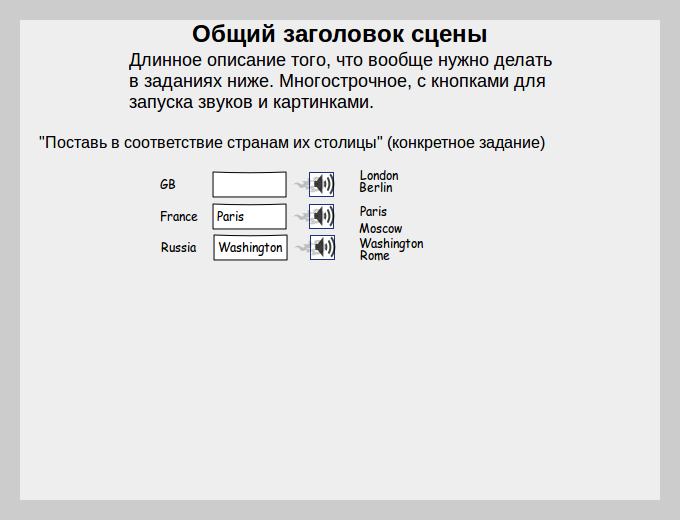 Общий заголовок сцены
Длинное описание того, что вообще нужно делать
в заданиях ниже. Многострочное, с кнопками для
запуска звуков и картинками.
"Поставь в соответствие странам их столицы" (конкретное задание)
GB
France Paris
Russia Washington
London
Berlin
Paris
Moscow
Washington
Rome